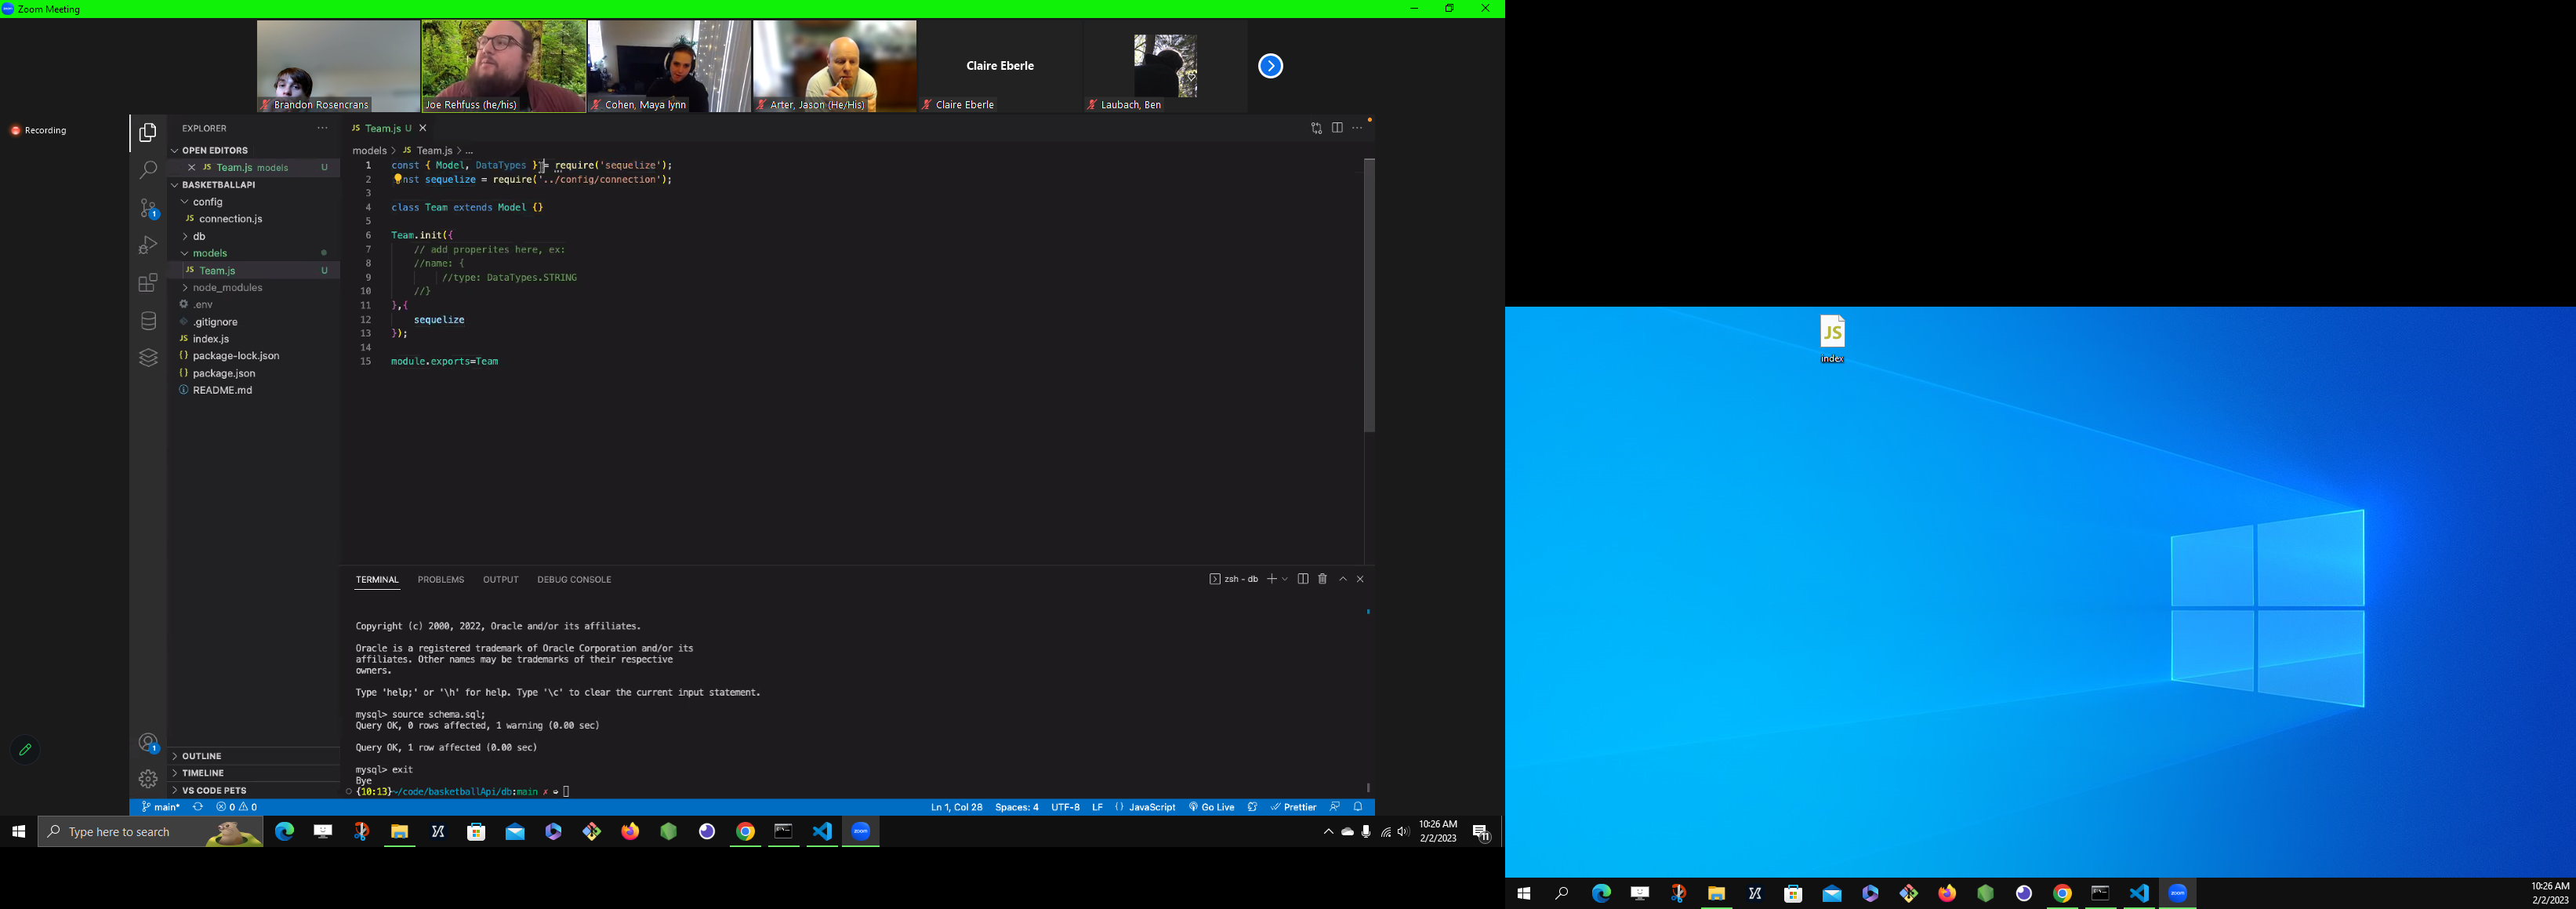 Zoom Meeting
Brandon Rosencrans
Joe Rehfuss (he/his)
Cohen, Maya lynn
Arter, Jason (He/His)
Claire Eberle
Claire Eberle
Laubach, Ben
Recording
EXPLORER
OPEN EDITORS
JS Team.js models U
BASKETBALLAPI
config
JS connection.js
db
models
JS Team.js U
node_modules
.env
.gitignore
JS index.js
{} package-lock.json
{} package.json
README.md
OUTLINE
TIMELINE
VS CODE PETS
JS Team.js U
models > JS Team.js > ...
1 const { Model, DataTypes } = require('sequelize');
2 nst sequelize = require('../config/connection');
3
4 class Team extends Model {}
5
6 Team.init({
7 // add properites here, ex:
8 //name: {
9 //type: DataTypes.STRING
10 //}
11 },{
12 sequelize
13 });
14
15 module.exports=Team
TERMINAL PROBLEMS OUTPUT DEBUG CONSOLE
zsh - db
Copyright (c) 2000, 2022, Oracle and/or its affiliates.
Oracle is a registered trademark of Oracle Corporation and/or its
affiliates. Other names may be trademarks of their respective
owners.
Type 'help;' or '\h' for help. Type '\c' to clear the current input statement.
mysql> source schema.sql;
Query OK, 0 rows affected, 1 warning (0.00 sec)
Query OK, 1 row affected (0.00 sec)
mysql> exit
Bye
{10:13}~/code/basketballApi/db:main ✗
main* 0 0
Ln 1, Col 28 Spaces: 4 UTF-8 LF {} JavaScript Go Live Prettier
Type here to search
zoom
10:26 AM
2/2/2023
11
JS
index
zoom
10:26 AM
2/2/2023